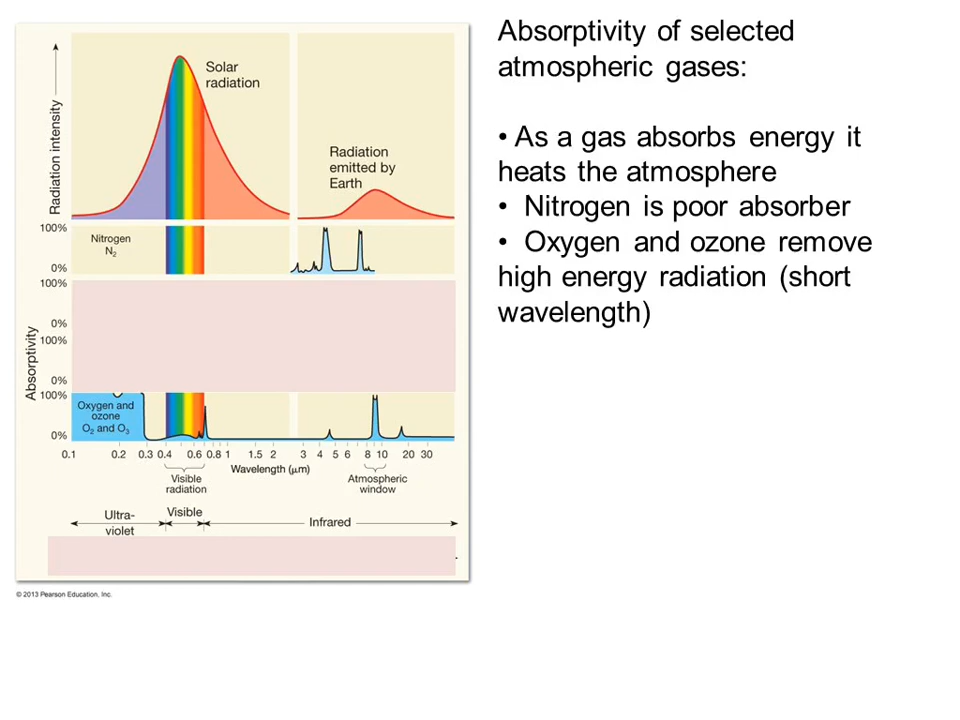 Absorptivity of selected
atmospheric gases:
• As a gas absorbs energy it
heats the atmosphere
• Nitrogen is poor absorber
• Oxygen and ozone remove
high energy radiation (short
wavelength)
Radiation intensity
Solar
radiation
Radiation
emitted by
Earth
Absorptivity
100%
Nitrogen
N₂
0%
100%
0%
100%
0%
100%
Oxygen and
ozone
O₂ and O₃
0%
0.1 0.2 0.3 0.4 0.6 0.8 1 1.5 2 3 4 5 6 8 10 20 30
Wavelength (μm)
Visible
radiation
Atmospheric
window
Ultra-
violet
Visible
Infrared
© 2013 Pearson Education, Inc.